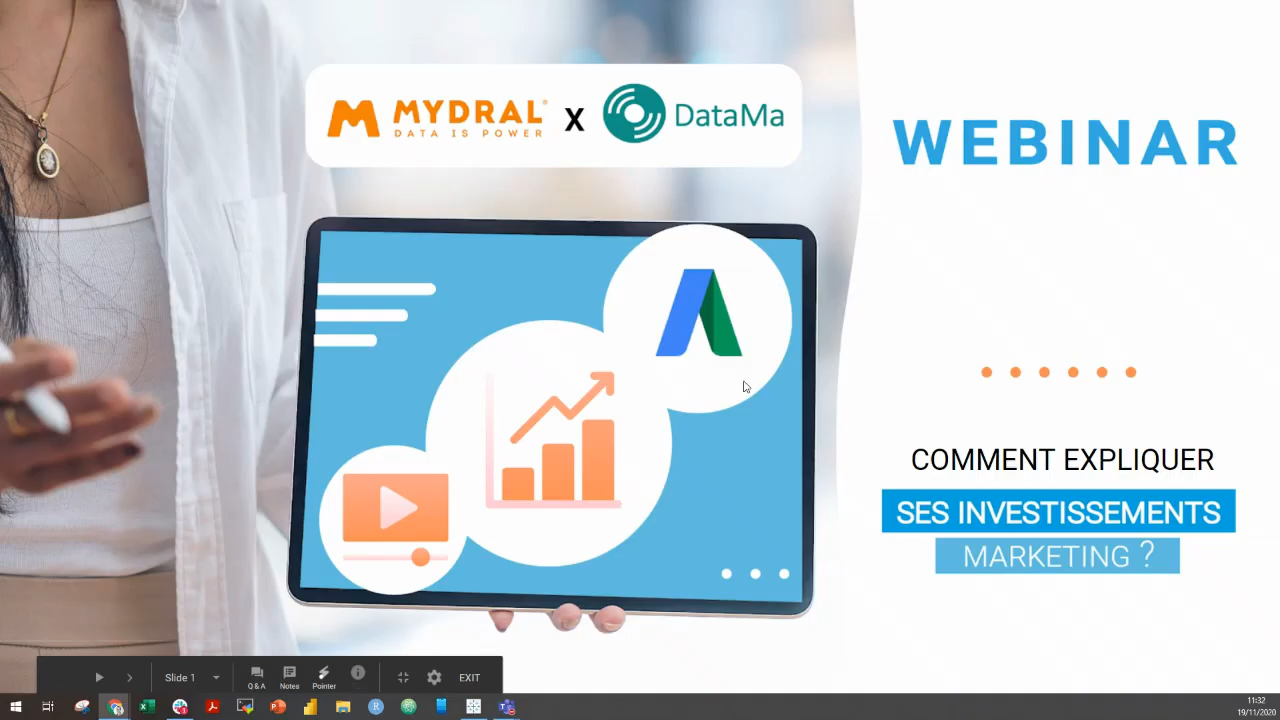 MYDRAL
DATA IS POWER
X
DataMa
WEBINAR
COMMENT EXPLIQUER
SES INVESTISSEMENTS
MARKETING ?
Slide 1
Q & A
Notes
Pointer
EXIT
11:32
19/11/2020